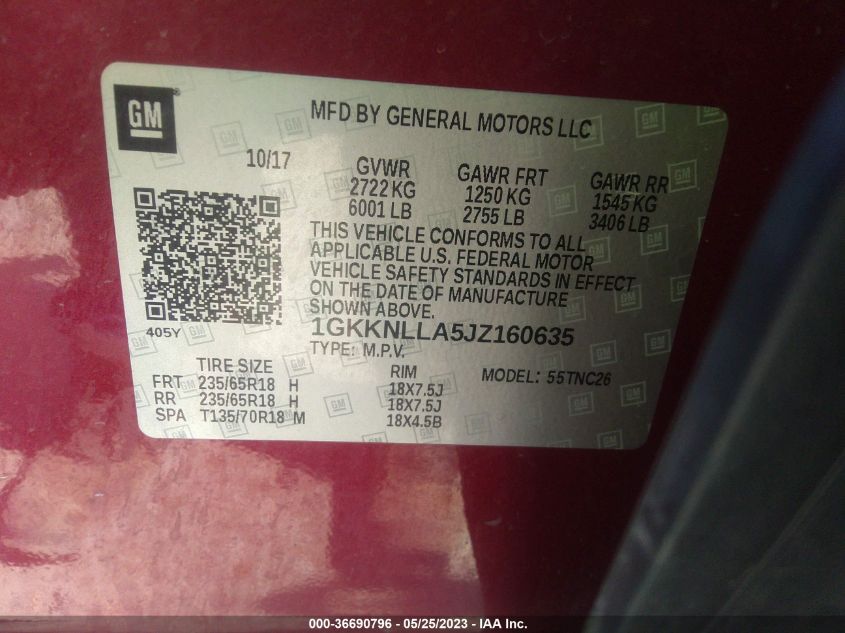 GM
MFD BY GENERAL MOTORS LLC
10/17
GVWR
2722 KG
6001 LB
GAWR FRT
1250 KG
2755 LB
GAWR RR
1545 KG
3406 LB
THIS VEHICLE CONFORMS TO ALL
APPLICABLE U.S. FEDERAL MOTOR
VEHICLE SAFETY STANDARDS IN EFFECT
ON THE DATE OF MANUFACTURE
SHOWN ABOVE.
405Y
1GKKNLLA5JZ160635
TYPE: M.P.V.
MODEL: 55TNC26
TIRE SIZE RIM
FRT 235/65R18 H 18X7.5J
RR 235/65R18 H 18X7.5J
SPA T135/70R18 M 18X4.5B
000-36690796 - 05/25/2023 - IAA Inc.